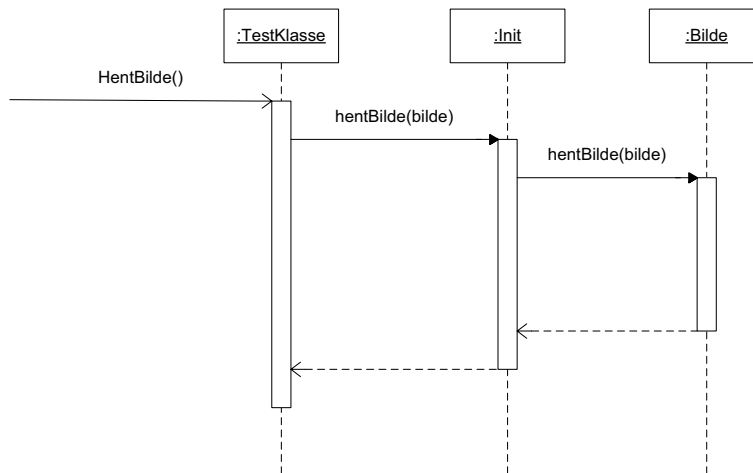 :TestKlasse
:Init
:Bilde
HentBilde()
hentBilde(bilde)
hentBilde(bilde)